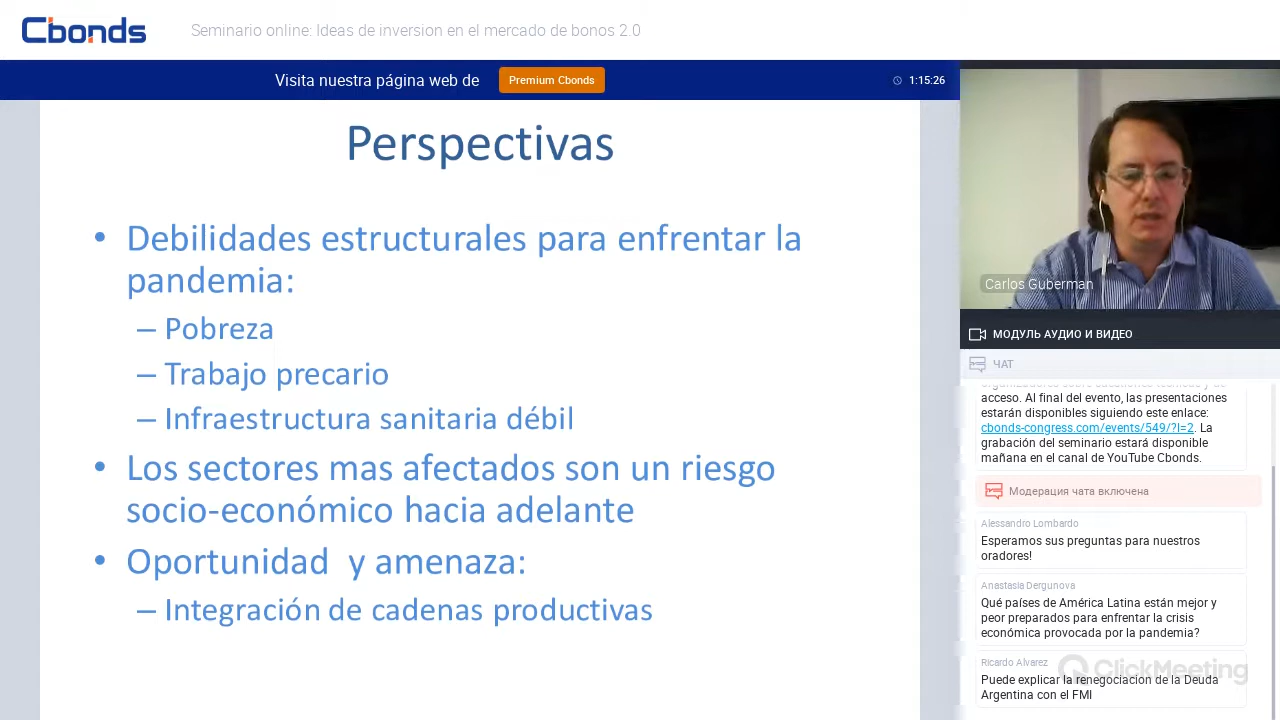 Cbonds
Seminario online: Ideas de inversion en el mercado de bonos 2.0
Visita nuestra página web de
Premium Cbonds
1:15:26
Perspectivas
• Debilidades estructurales para enfrentar la
pandemia:
– Pobreza
– Trabajo precario
– Infraestructura sanitaria débil
• Los sectores mas afectados son un riesgo
socio-económico hacia adelante
• Oportunidad y amenaza:
– Integración de cadenas productivas
Carlos Guberman
МОДУЛЬ АУДИО И ВИДЕО
ЧАТ
acceso. Al final del evento, las presentaciones
estarán disponibles siguiendo este enlace:
cbonds-congress.com/events/549/?l=2. La
grabación del seminario estará disponible
mañana en el canal de YouTube Cbonds.
Модерация чата включена
Alessandro Lombardo
Esperamos sus preguntas para nuestros
oradores!
Anastasia Dergunova
Qué países de América Latina están mejor y
peor preparados para enfrentar la crisis
económica provocada por la pandemia?
Ricardo Alvarez
Puede explicar la renegociacion de la Deuda
Argentina con el FMI
ClickMeeting